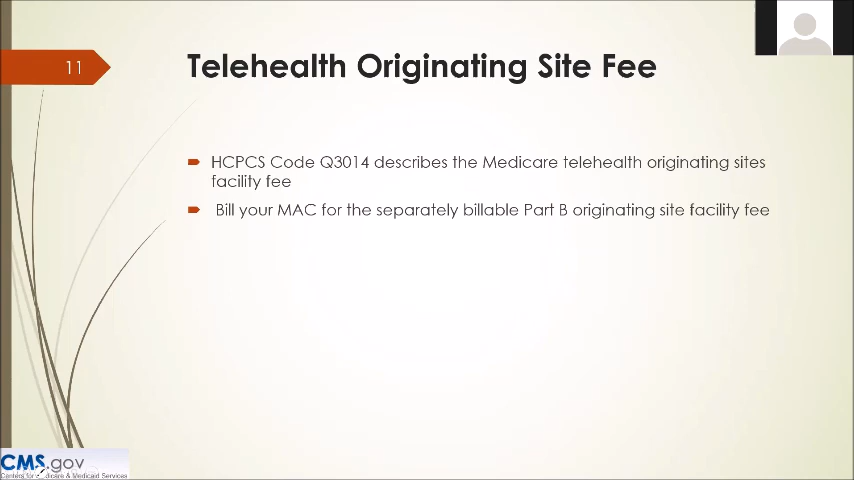 11
Telehealth Originating Site Fee
HCPCS Code Q3014 describes the Medicare telehealth originating sites
facility fee
Bill your MAC for the separately billable Part B originating site facility fee
CMS.gov
Centers for Medicare & Medicaid Services